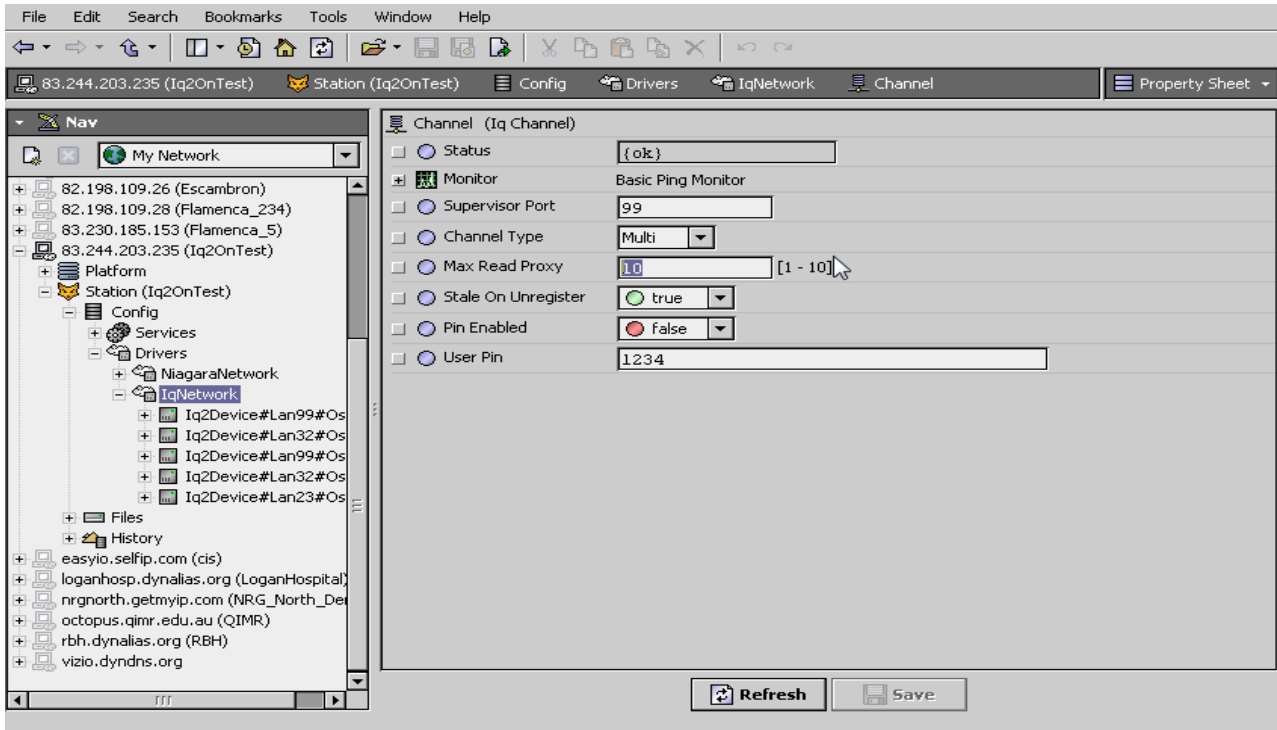 File Edit Search Bookmarks Tools Window Help
83.244.203.235 (Iq2OnTest) Station (Iq2OnTest) Config Drivers IqNetwork Channel Property Sheet
Nav
My Network
82.198.109.26 (Escambron)
82.198.109.28 (Flamenca_234)
83.230.185.153 (Flamenca_5)
83.244.203.235 (Iq2OnTest)
Platform
Station (Iq2OnTest)
Config
Services
Drivers
NiagaraNetwork
IqNetwork
Iq2Device#Lan99#Os
Iq2Device#Lan32#Os
Iq2Device#Lan99#Os
Iq2Device#Lan32#Os
Iq2Device#Lan23#Os
Files
History
easyio.selfip.com (cis)
loganhosp.dynalias.org (LoganHospital)
nrgnorth.getmyip.com (NRG_North_Der
octopus.qimr.edu.au (QIMR)
rbh.dynalias.org (RBH)
vizio.dyndns.org
Channel (Iq Channel)
Status {ok}
Monitor Basic Ping Monitor
Supervisor Port 99
Channel Type Multi
Max Read Proxy 10 [1 - 10]
Stale On Unregister true
Pin Enabled false
User Pin 1234
Refresh Save